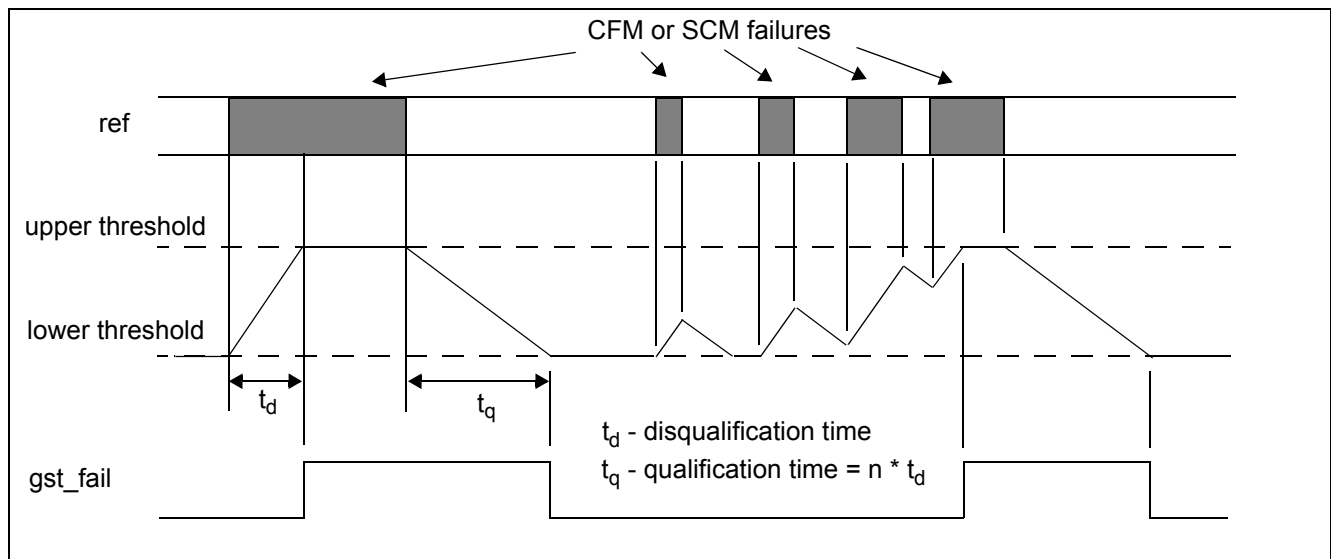 CFM or SCM failures
ref
upper threshold
lower threshold
td
tq
td - disqualification time
tq - qualification time = n * td
gst_fail